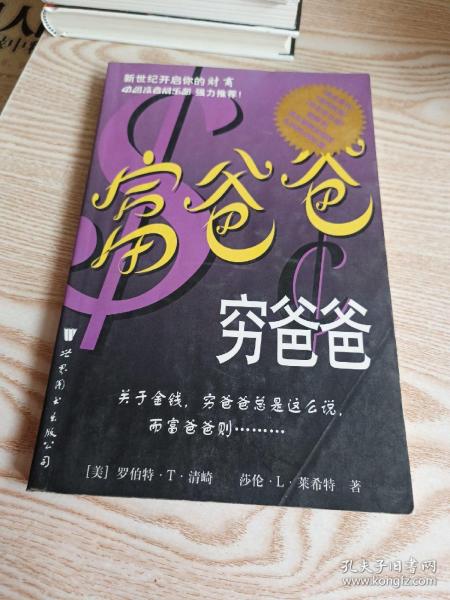 新世纪开启你的财商
强力推荐!
富爸爸
穷爸爸
关于金钱,穷爸爸总是这么说,
而富爸爸则………
[美] 罗伯特·T·清崎 莎伦·L·莱希特 著
世界图书出版公司
孔夫子旧书网
www.kongfz.com